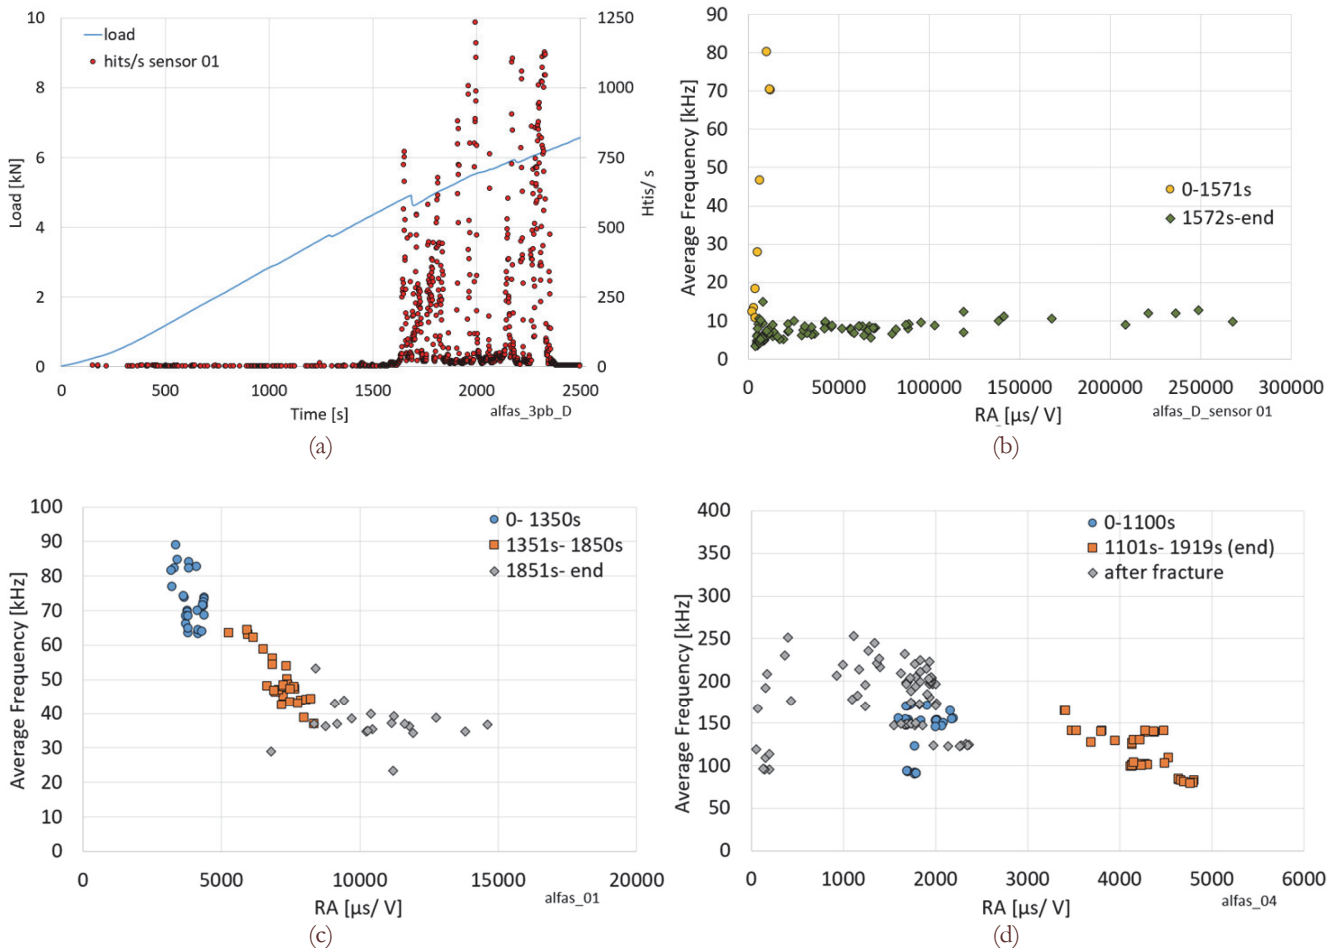 10
8
6
4
2
0
Load [kN]
load
hits/s sensor 01
1250
1000
750
500
250
0
Htis/ s
0 500 1000 1500 2000 2500
Time [s]
alfas_3pb_D
(a)
90
80
70
60
50
40
30
20
10
0
Average Frequency [kHz]
0-1571s
1572s-end
0 50000 100000 150000 200000 250000 300000
RA [µs/ V]
alfas_D_sensor 01
(b)
100
90
80
70
60
50
40
30
20
10
0
Average Frequency [kHz]
0- 1350s
1351s- 1850s
1851s- end
0 5000 10000 15000 20000
RA [µs/ V]
alfas_01
(c)
400
350
300
250
200
150
100
50
0
Average Frequency [kHz]
0-1100s
1101s- 1919s (end)
after fracture
0 1000 2000 3000 4000 5000 6000
RA [µs/ V]
alfas_04
(d)